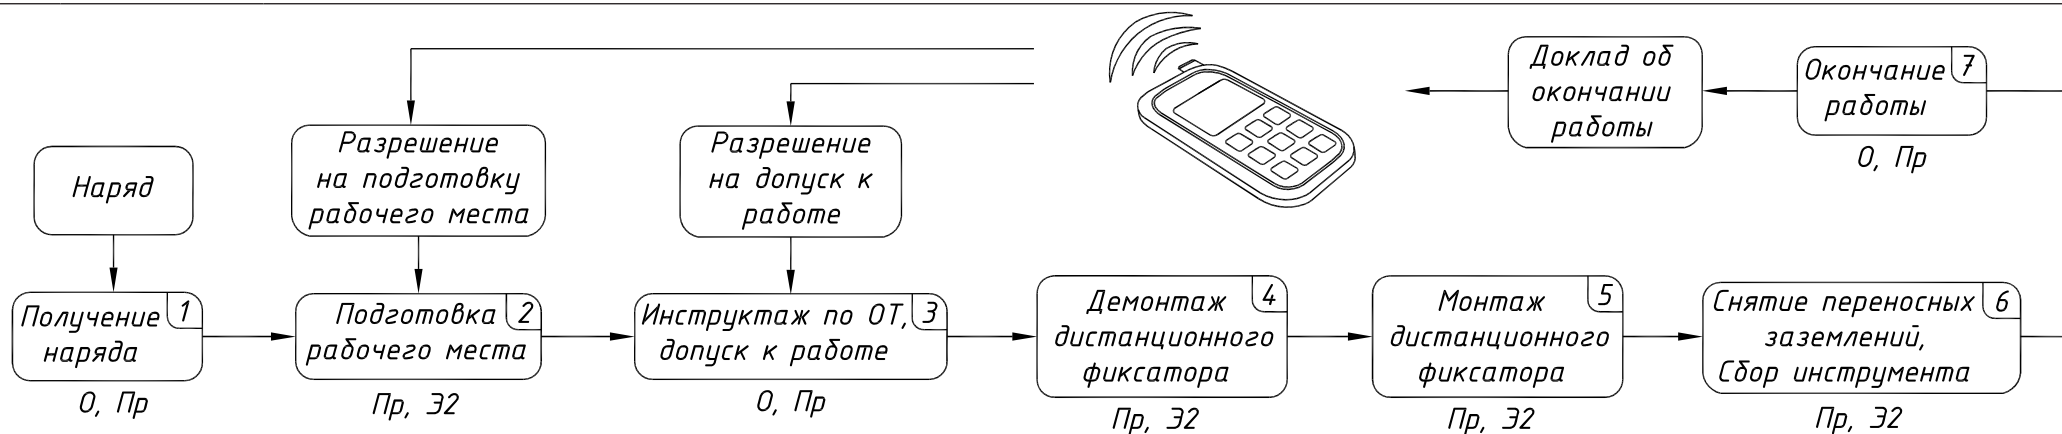 Наряд
Разрешение
на подготовку
рабочего места
Разрешение
на допуск к
работе
Доклад об
окончании
работы
Окончание 7
работы
О, Пр
Получение 1
наряда
О, Пр
Подготовка 2
рабочего места
Пр, Э2
Инструктаж по ОТ, 3
допуск к работе
О, Пр
Демонтаж 4
дистанционного
фиксатора
Пр, Э2
Монтаж 5
дистанционного
фиксатора
Пр, Э2
Снятие переносных 6
заземлений,
Сбор инструмента
Пр, Э2